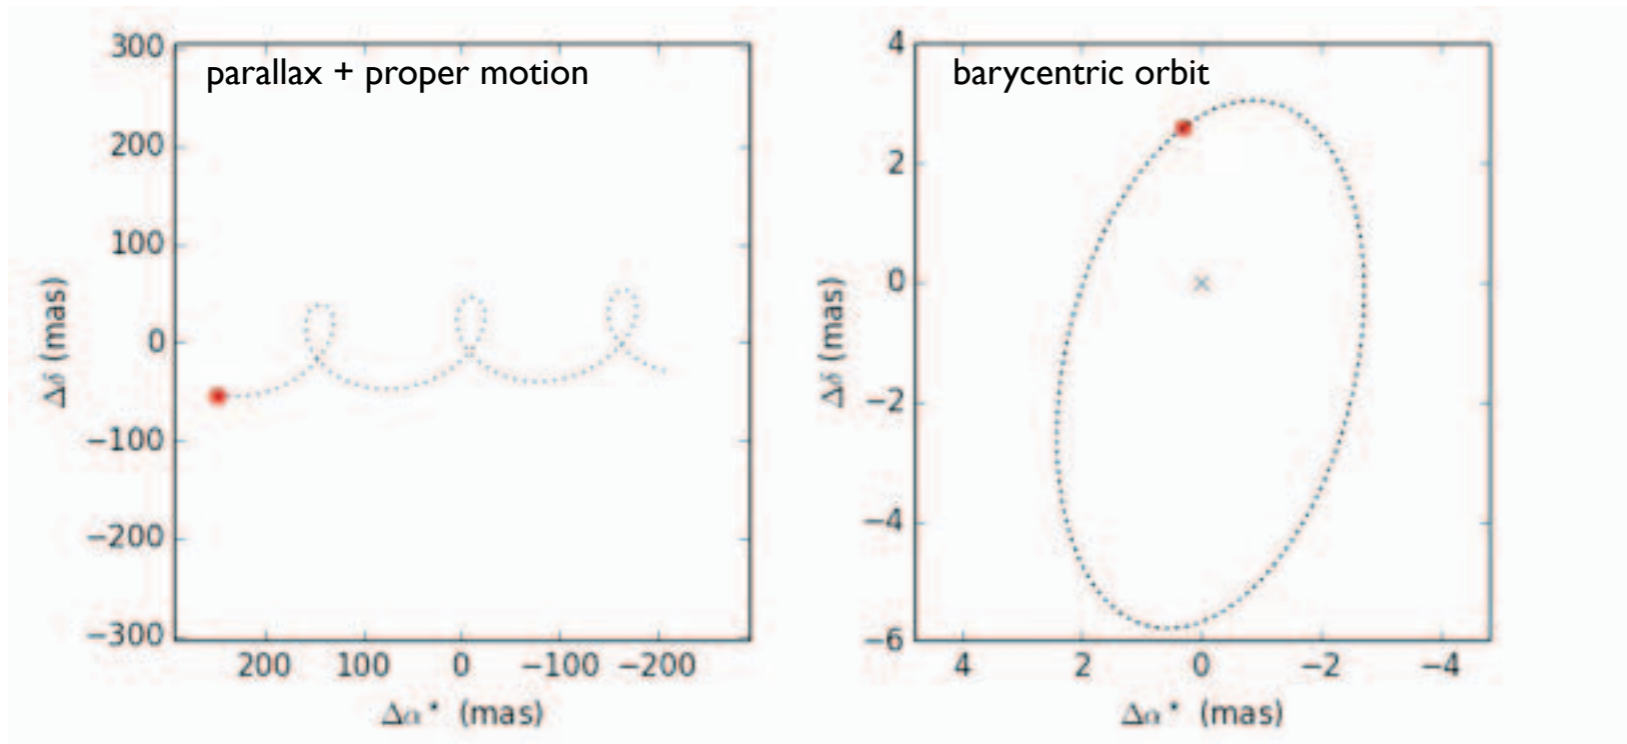 parallax + proper motion
300
200
100
0
−100
−200
−300
Δδ (mas)
200 100 0 −100 −200
Δα* (mas)
barycentric orbit
4
2
0
−2
−4
−6
Δδ (mas)
4 2 0 −2 −4
Δα* (mas)